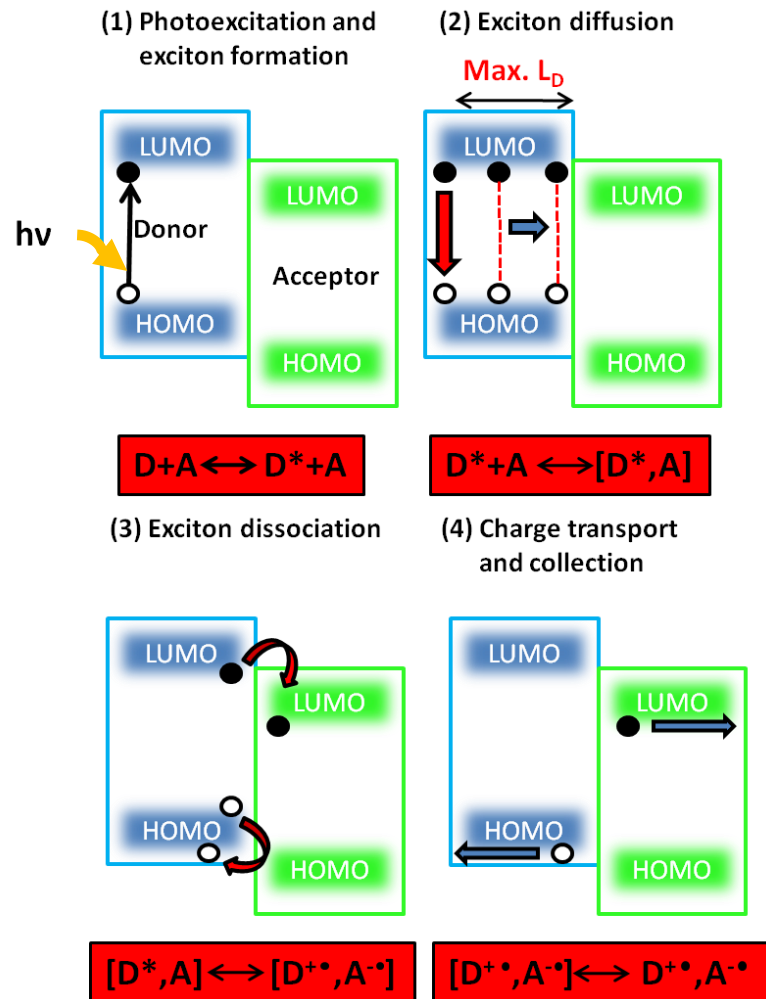 (1) Photoexcitation and
exciton formation
LUMO
LUMO
hν
Donor
Acceptor
HOMO
HOMO
D+A⟷D*+A
(2) Exciton diffusion
Max. L_D
LUMO
LUMO
HOMO
HOMO
D*+A ⟷[D*,A]
(3) Exciton dissociation
LUMO
LUMO
HOMO
HOMO
[D*,A]⟷[D⁺•,A⁻•]
(4) Charge transport
and collection
LUMO
LUMO
HOMO
HOMO
[D⁺•,A⁻•]⟷ D⁺•,A⁻•